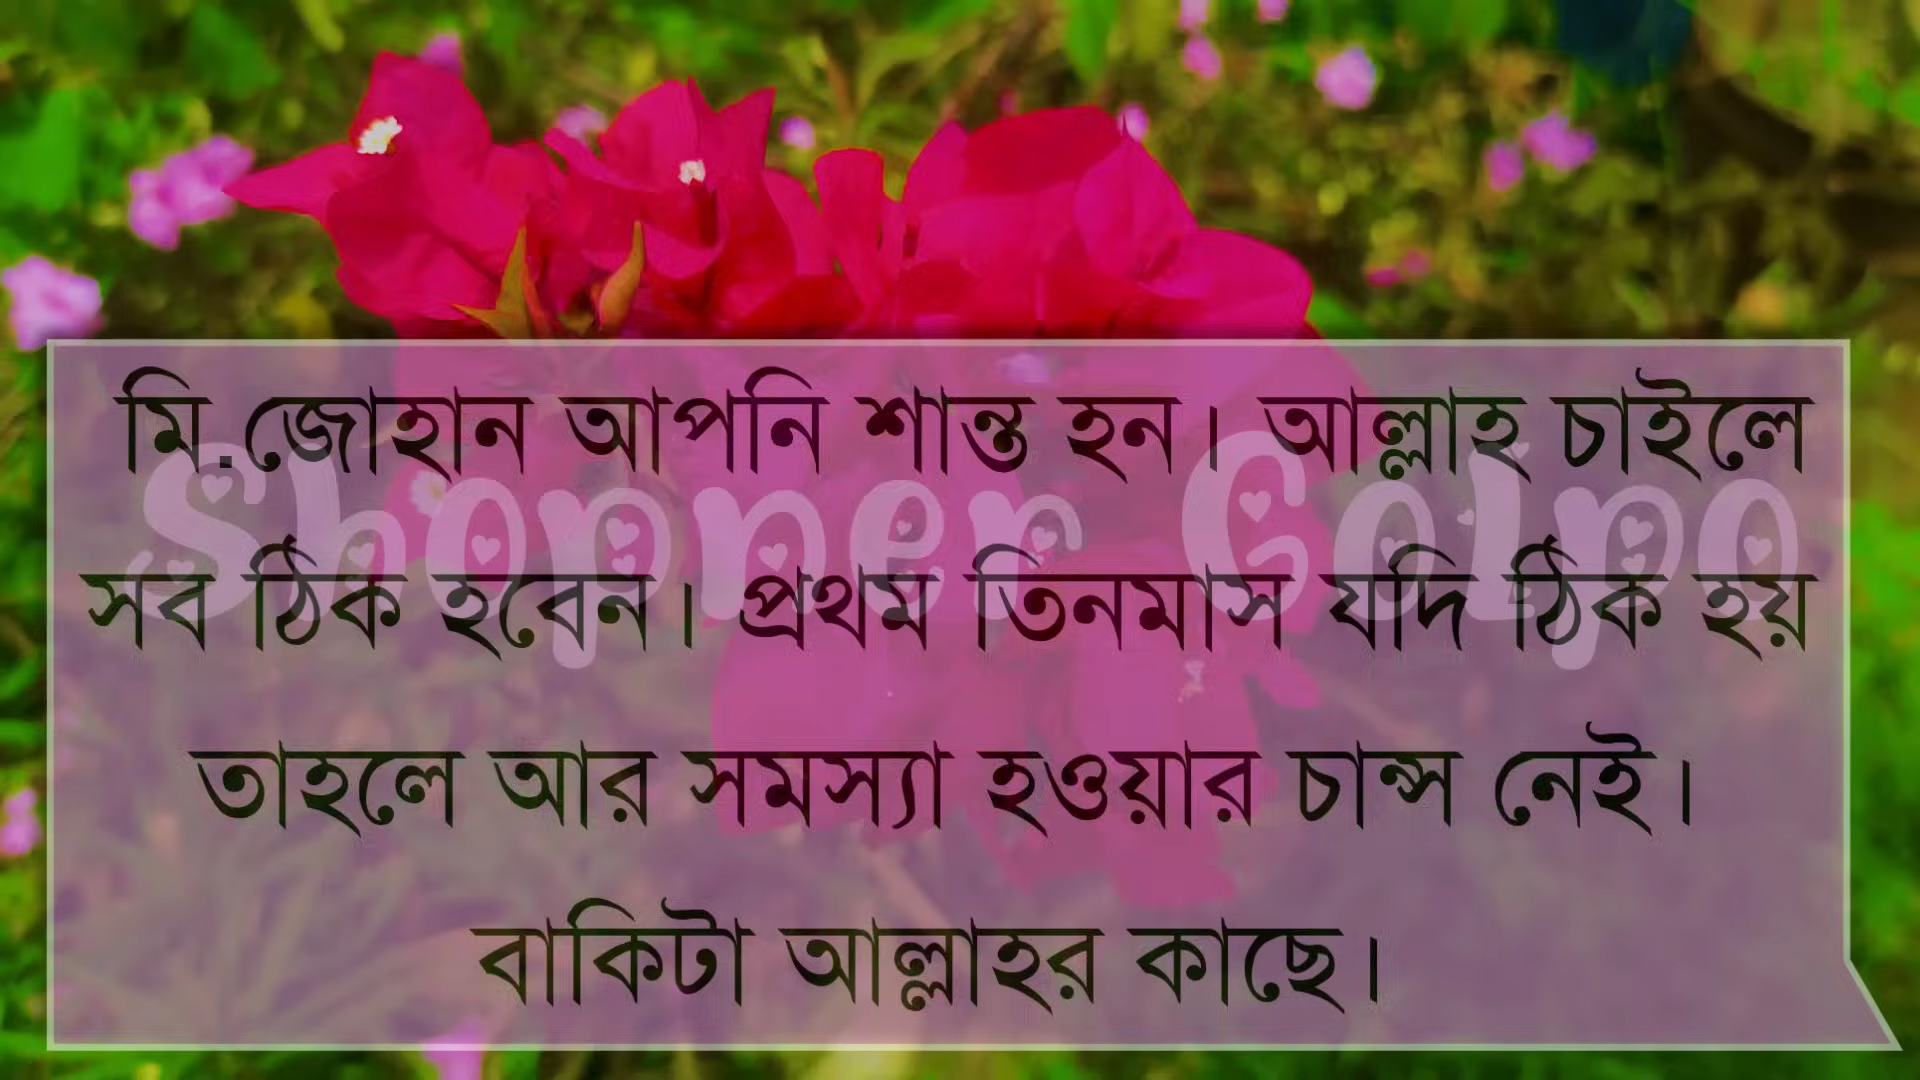 মি.জোহান আপনি শান্ত হন। আল্লাহ চাইলে
সব ঠিক হবেন। প্রথম তিনমাস যদি ঠিক হয়
তাহলে আর সমস্যা হওয়ার চান্স নেই।
বাকিটা আল্লাহর কাছে।
Shopner Golpo